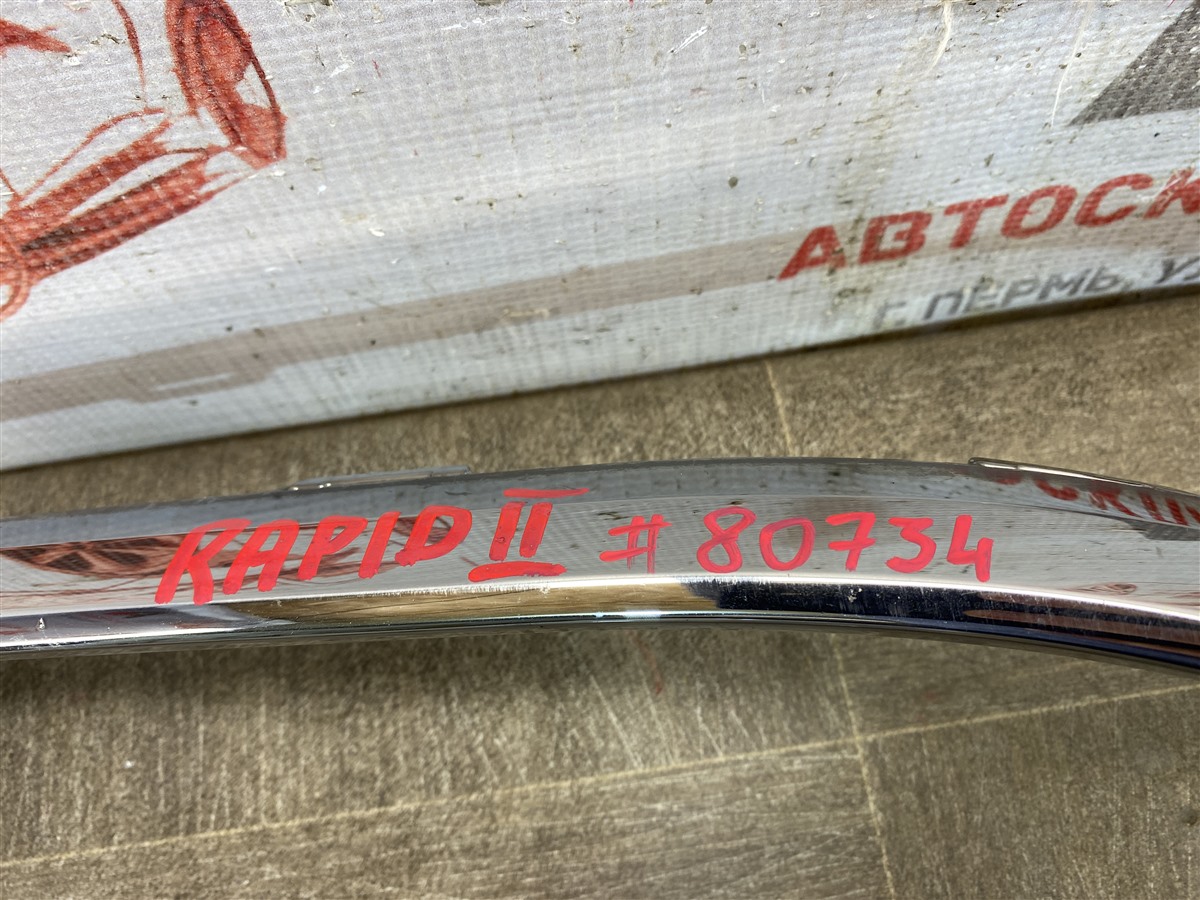 АВТОСК
Г. ПЕРМЬ, У
RAPID II # 80734